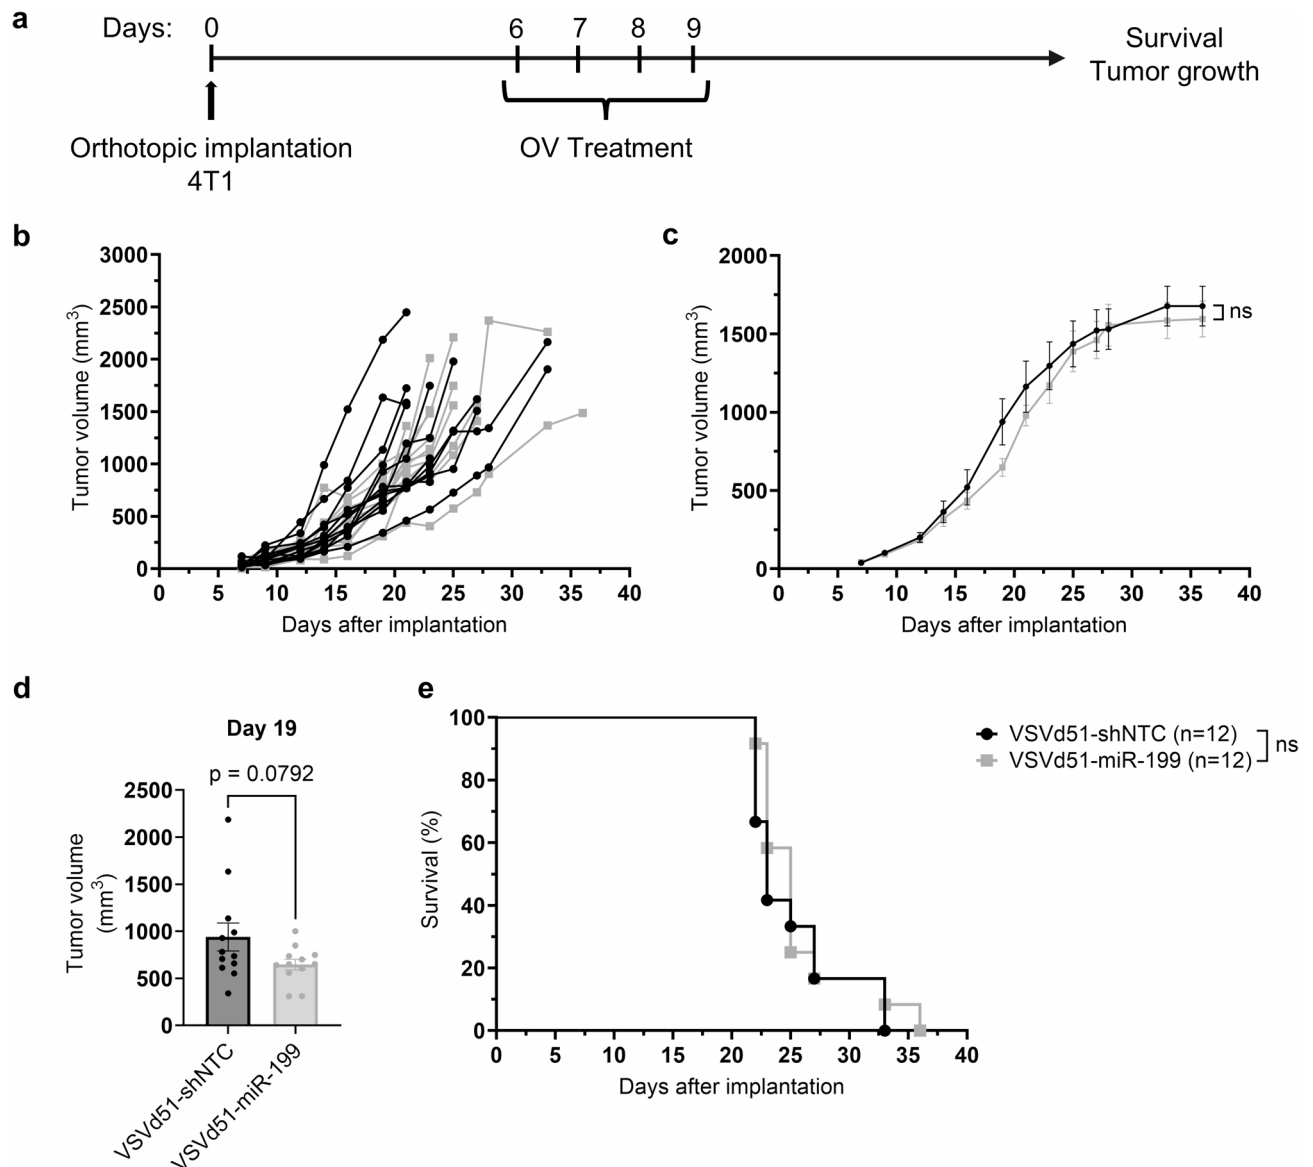 a
Days: 0 6 7 8 9
Survival
Tumor growth
Orthotopic implantation
4T1
OV Treatment
b
Tumor volume (mm³)
3000
2500
2000
1500
1000
500
0
0 5 10 15 20 25 30 35 40
Days after implantation
c
Tumor volume (mm³)
2000
1500
1000
500
0
ns
0 5 10 15 20 25 30 35 40
Days after implantation
d
Day 19
p = 0.0792
Tumor volume
(mm³)
2500
2000
1500
1000
500
0
VSVd51-shNTC
VSVd51-miR-199
e
Survival (%)
100
80
60
40
20
0
0 5 10 15 20 25 30 35 40
Days after implantation
VSVd51-shNTC (n=12)
VSVd51-miR-199 (n=12)
ns